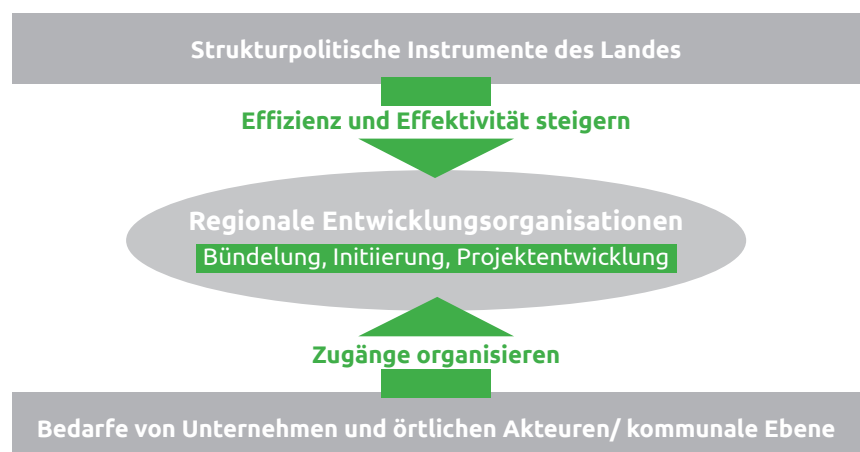 Strukturpolitische Instrumente des Landes
Effizienz und Effektivität steigern
Regionale Entwicklungsorganisationen
Bündelung, Initiierung, Projektentwicklung
Zugänge organisieren
Bedarfe von Unternehmen und örtlichen Akteuren/ kommunale Ebene